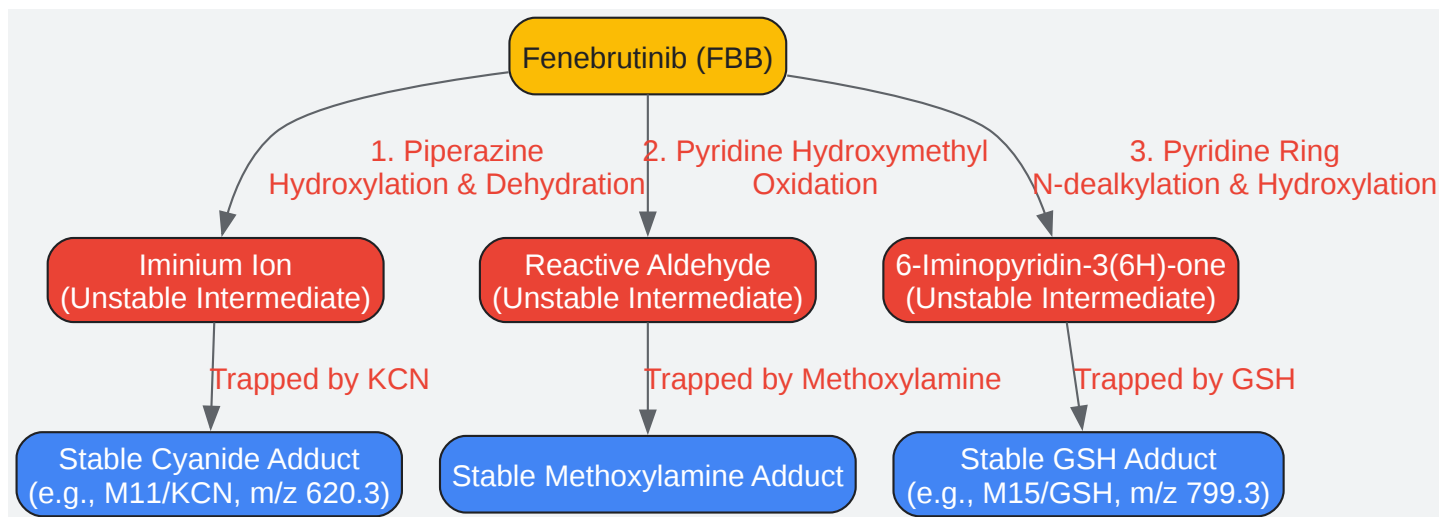 Fenebrutinib (FBB)
1. Piperazine
Hydroxylation & Dehydration
2. Pyridine Hydroxymethyl
Oxidation
3. Pyridine Ring
N-dealkylation & Hydroxylation
Iminium Ion
(Unstable Intermediate)
Reactive Aldehyde
(Unstable Intermediate)
6-Iminopyridin-3(6H)-one
(Unstable Intermediate)
Trapped by KCN
Trapped by Methoxylamine
Trapped by GSH
Stable Cyanide Adduct
(e.g., M11/KCN, m/z 620.3)
Stable Methoxylamine Adduct
Stable GSH Adduct
(e.g., M15/GSH, m/z 799.3)